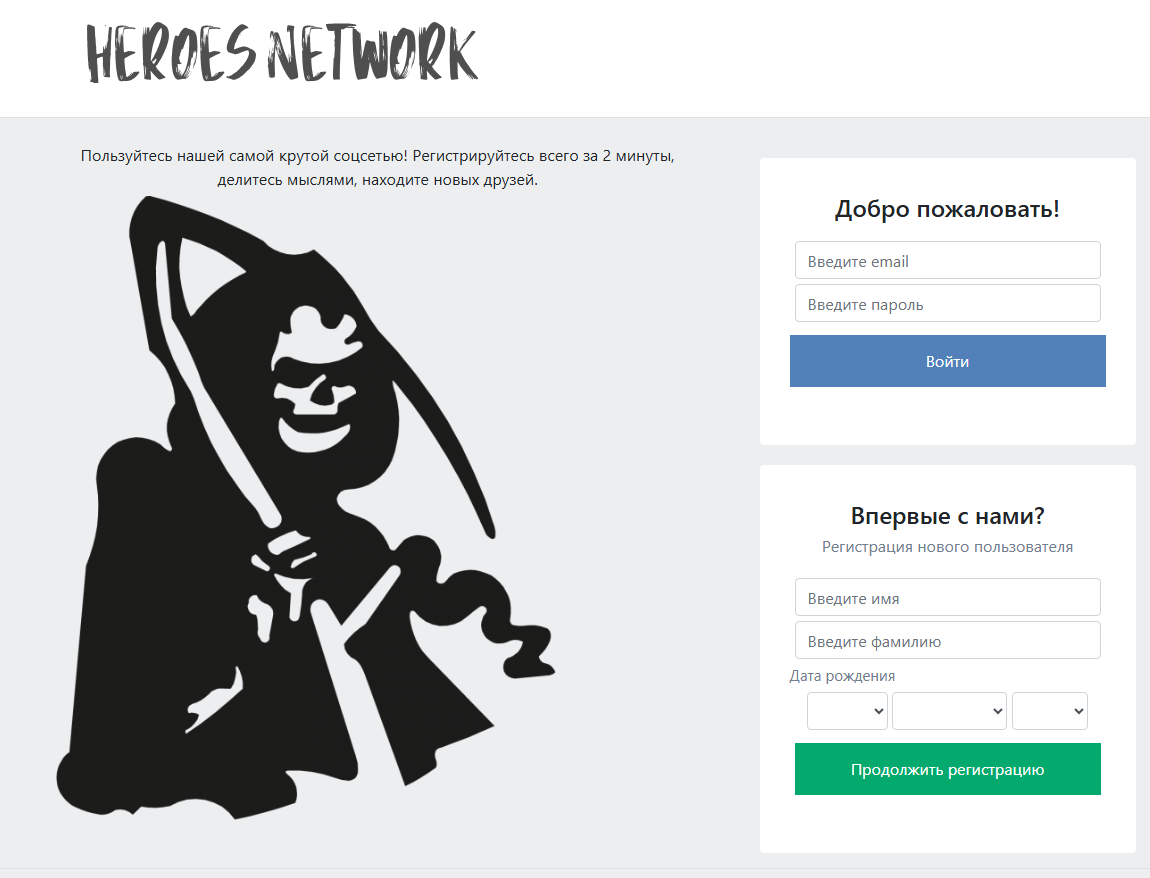 HEROES NETWORK
Пользуйтесь нашей самой крутой соцсетью! Регистрируйтесь всего за 2 минуты,
делитесь мыслями, находите новых друзей.
Добро пожаловать!
Введите email
Введите пароль
Войти
Впервые с нами?
Регистрация нового пользователя
Введите имя
Введите фамилию
Дата рождения
Продолжить регистрацию